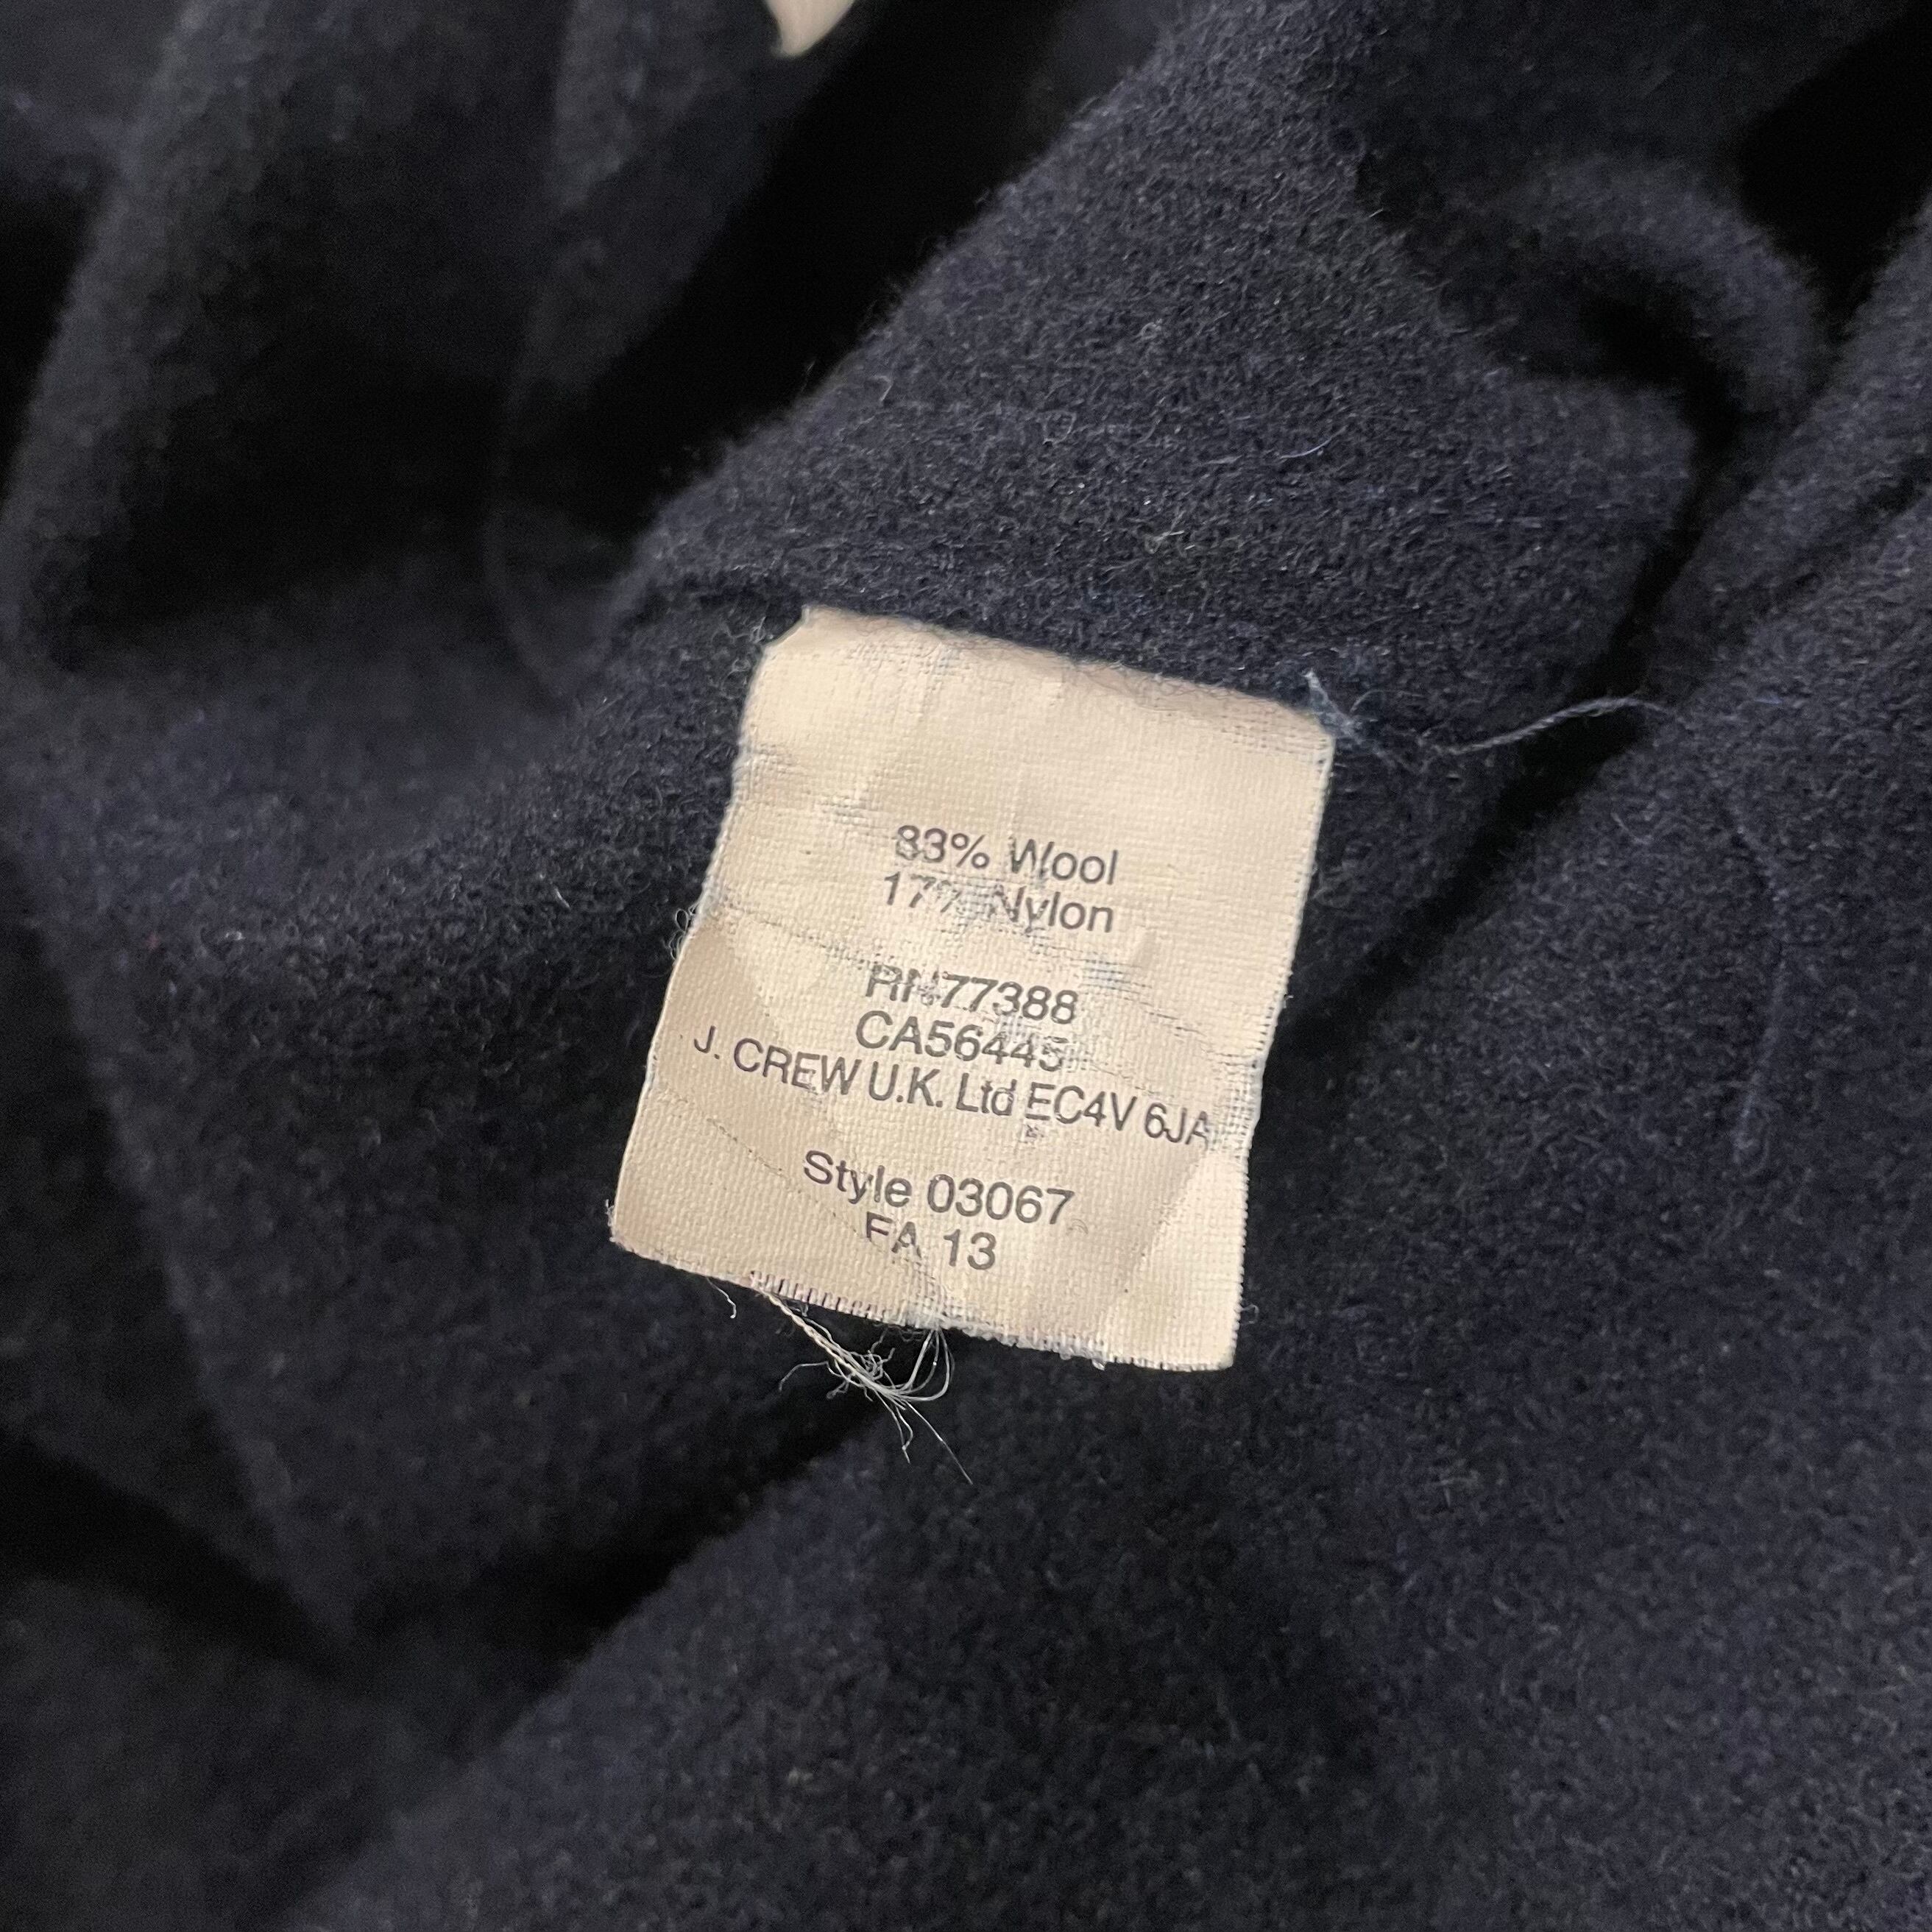 83% Wool
17% Nylon
RN77388
CA56445
J. CREW U.K. Ltd EC4V 6JA
Style 03067
FA 13